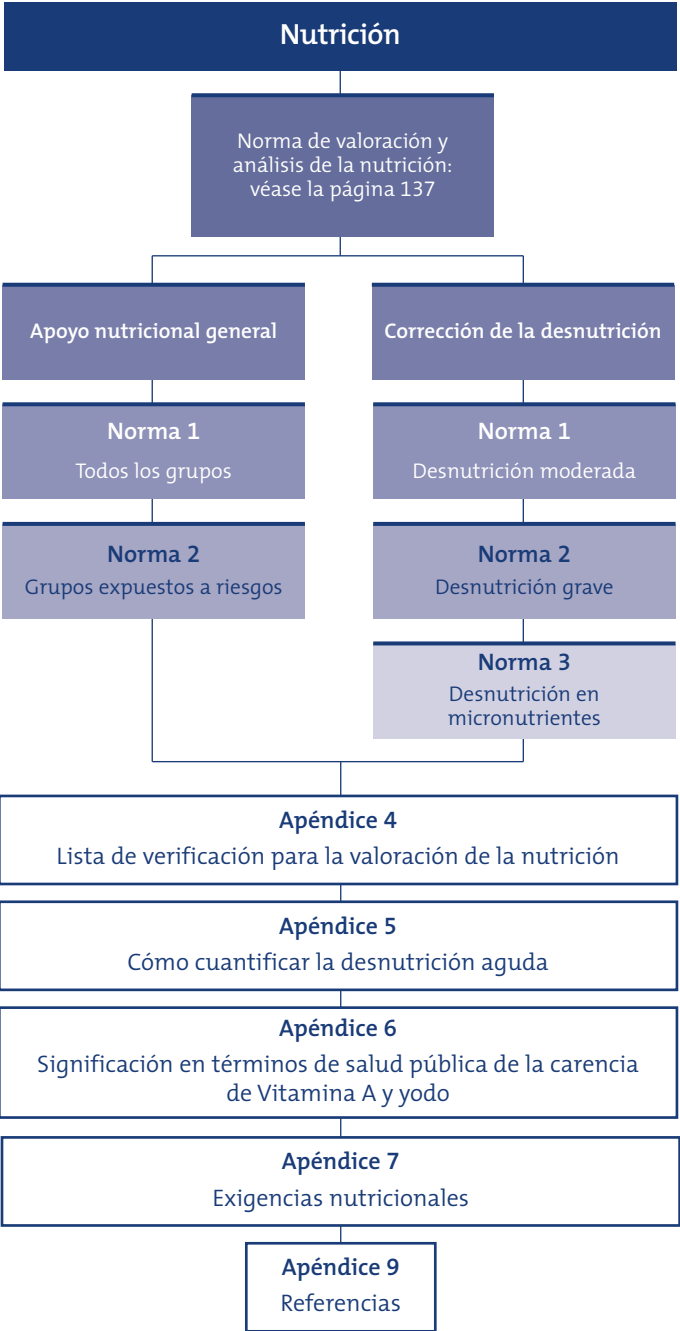 Nutrición
Norma de valoración y
análisis de la nutrición:
véase la página 137
Apoyo nutricional general
Norma 1
Todos los grupos
Norma 2
Grupos expuestos a riesgos
Corrección de la desnutrición
Norma 1
Desnutrición moderada
Norma 2
Desnutrición grave
Norma 3
Desnutrición en
micronutrientes
Apéndice 4
Lista de verificación para la valoración de la nutrición
Apéndice 5
Cómo cuantificar la desnutrición aguda
Apéndice 6
Significación en términos de salud pública de la carencia
de Vitamina A y yodo
Apéndice 7
Exigencias nutricionales
Apéndice 9
Referencias